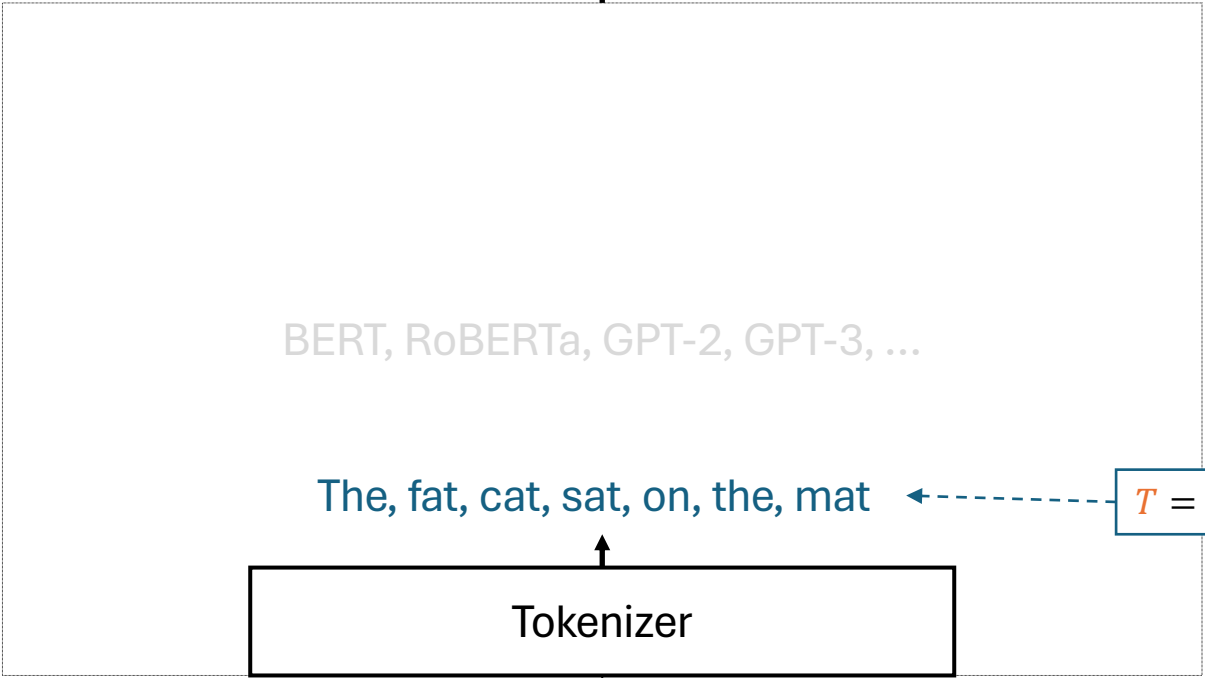 BERT, RoBERTa, GPT-2, GPT-3, ...
The, fat, cat, sat, on, the, mat
T =
Tokenizer